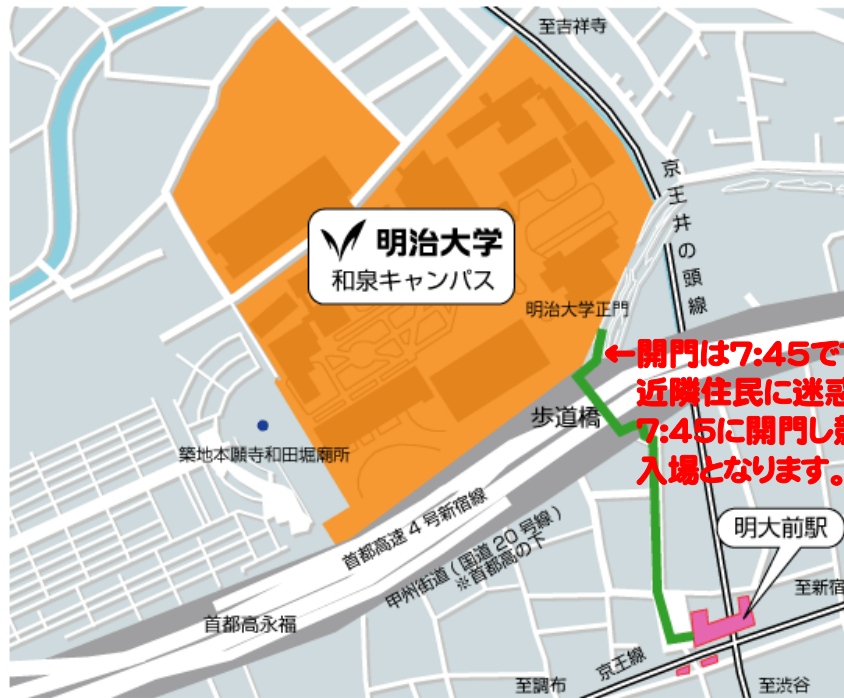 至吉祥寺
京王井の頭線
明治大学
和泉キャンパス
明治大学正門
←開門は7:45で
近隣住民に迷惑
7:45に開門し
入場となります。
歩道橋
築地本願寺和田堀廟所
首都高速4号新宿線
甲州街道(国道20号線)
※首都高の下
明大前駅
首都高永福
至新宿
京王線
至調布
至渋谷